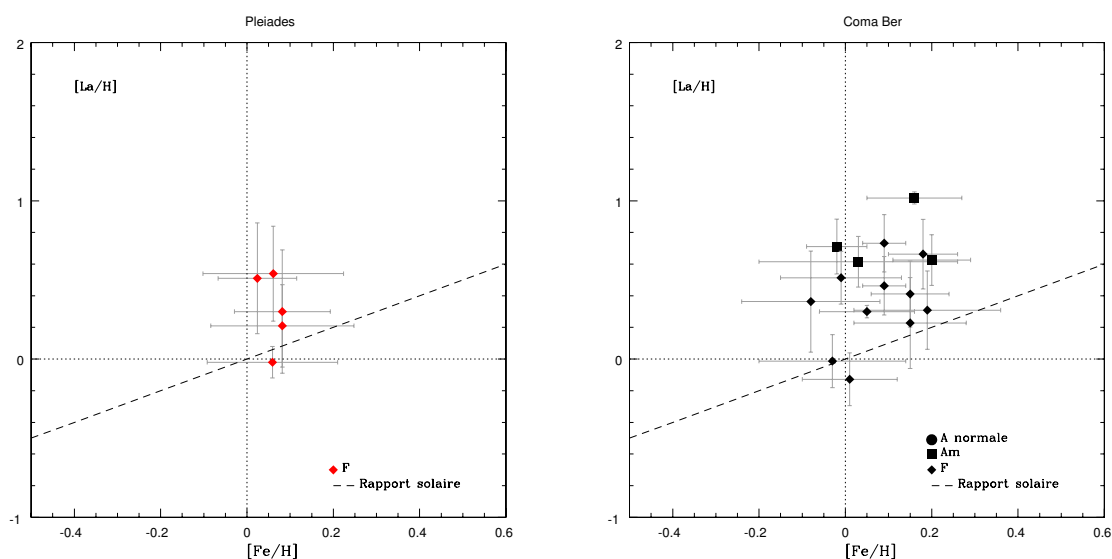 Pleiades
2
[La/H]
1
0
F
Rapport solaire
-1
-0.4 -0.2 0 0.2 0.4 0.6
[Fe/H]
Coma Ber
2
[La/H]
1
0
A normale
Am
F
Rapport solaire
-1
-0.4 -0.2 0 0.2 0.4 0.6
[Fe/H]